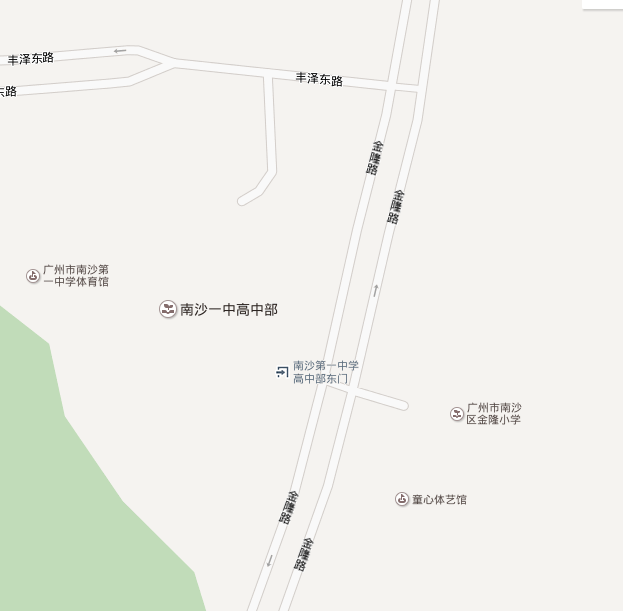 丰泽东路
丰泽东路
东路
金隆路
金隆路
广州市南沙第
一中学体育馆
南沙一中高中部
南沙第一中学
高中部东门
广州市南沙
区金隆小学
童心体艺馆
金隆路
金隆路